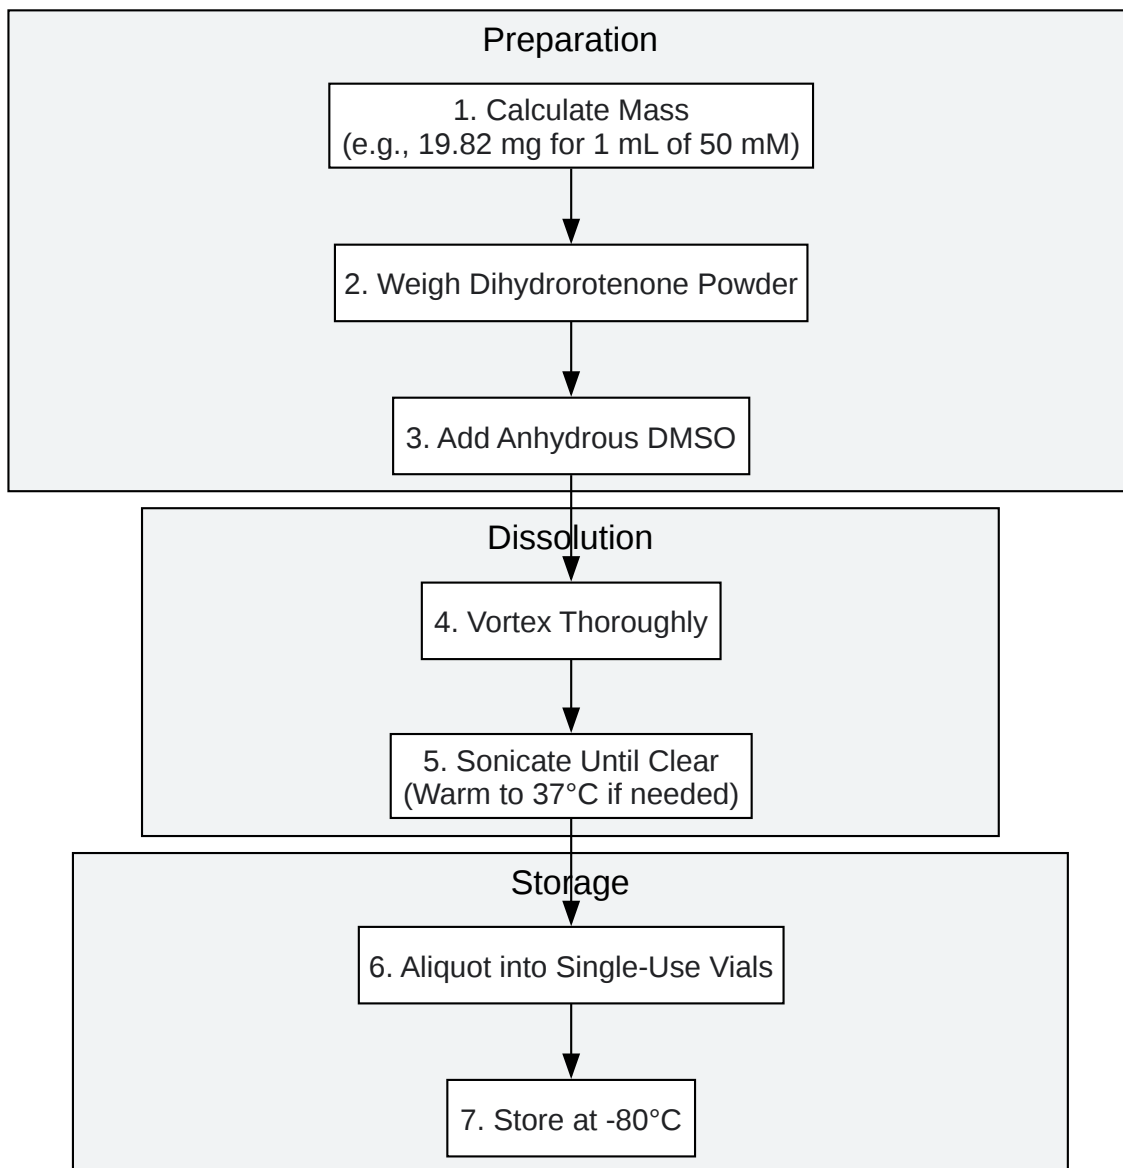 Preparation
1. Calculate Mass
(e.g., 19.82 mg for 1 mL of 50 mM)
2. Weigh Dihydrorotenone Powder
3. Add Anhydrous DMSO
Dissolution
4. Vortex Thoroughly
5. Sonicate Until Clear
(Warm to 37°C if needed)
Storage
6. Aliquot into Single-Use Vials
7. Store at -80°C